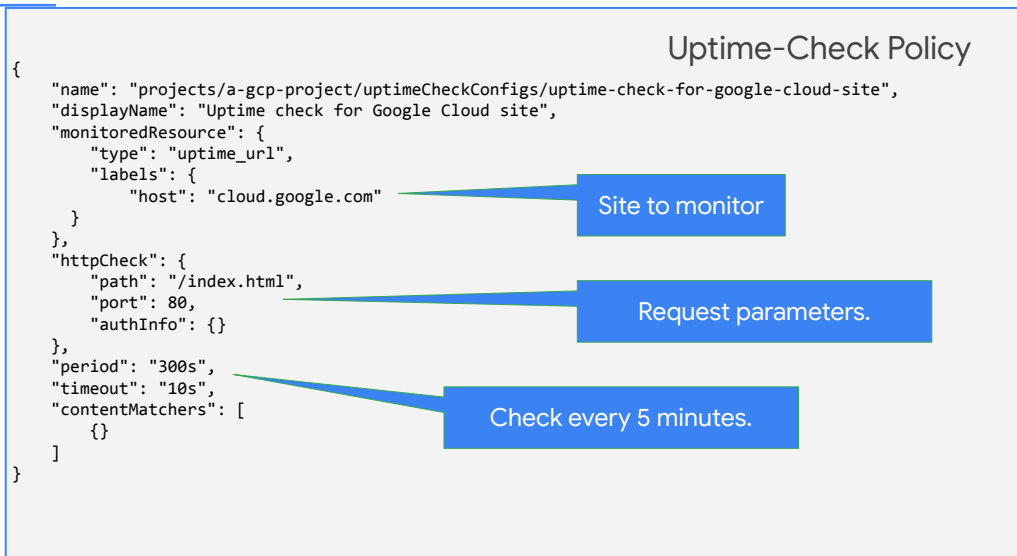 Uptime-Check Policy
{
    "name": "projects/a-gcp-project/uptimeCheckConfigs/uptime-check-for-google-cloud-site",
    "displayName": "Uptime check for Google Cloud site",
    "monitoredResource": {
        "type": "uptime_url",
        "labels": {
            "host": "cloud.google.com"
      }
    },
    "httpCheck": {
        "path": "/index.html",
        "port": 80,
        "authInfo": {}
    },
    "period": "300s",
    "timeout": "10s",
    "contentMatchers": [
        {}
    ]
}
Site to monitor
Request parameters.
Check every 5 minutes.